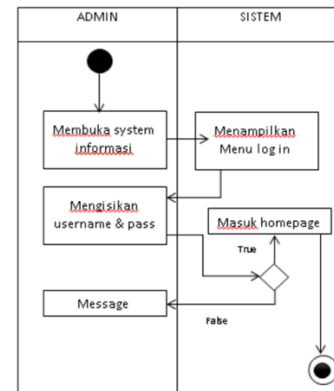 ADMIN
SISTEM
Membuka system
informasi
Menampilkan
Menu log in
Mengisikan
username & pass
Masuk homepage
True
Message
False